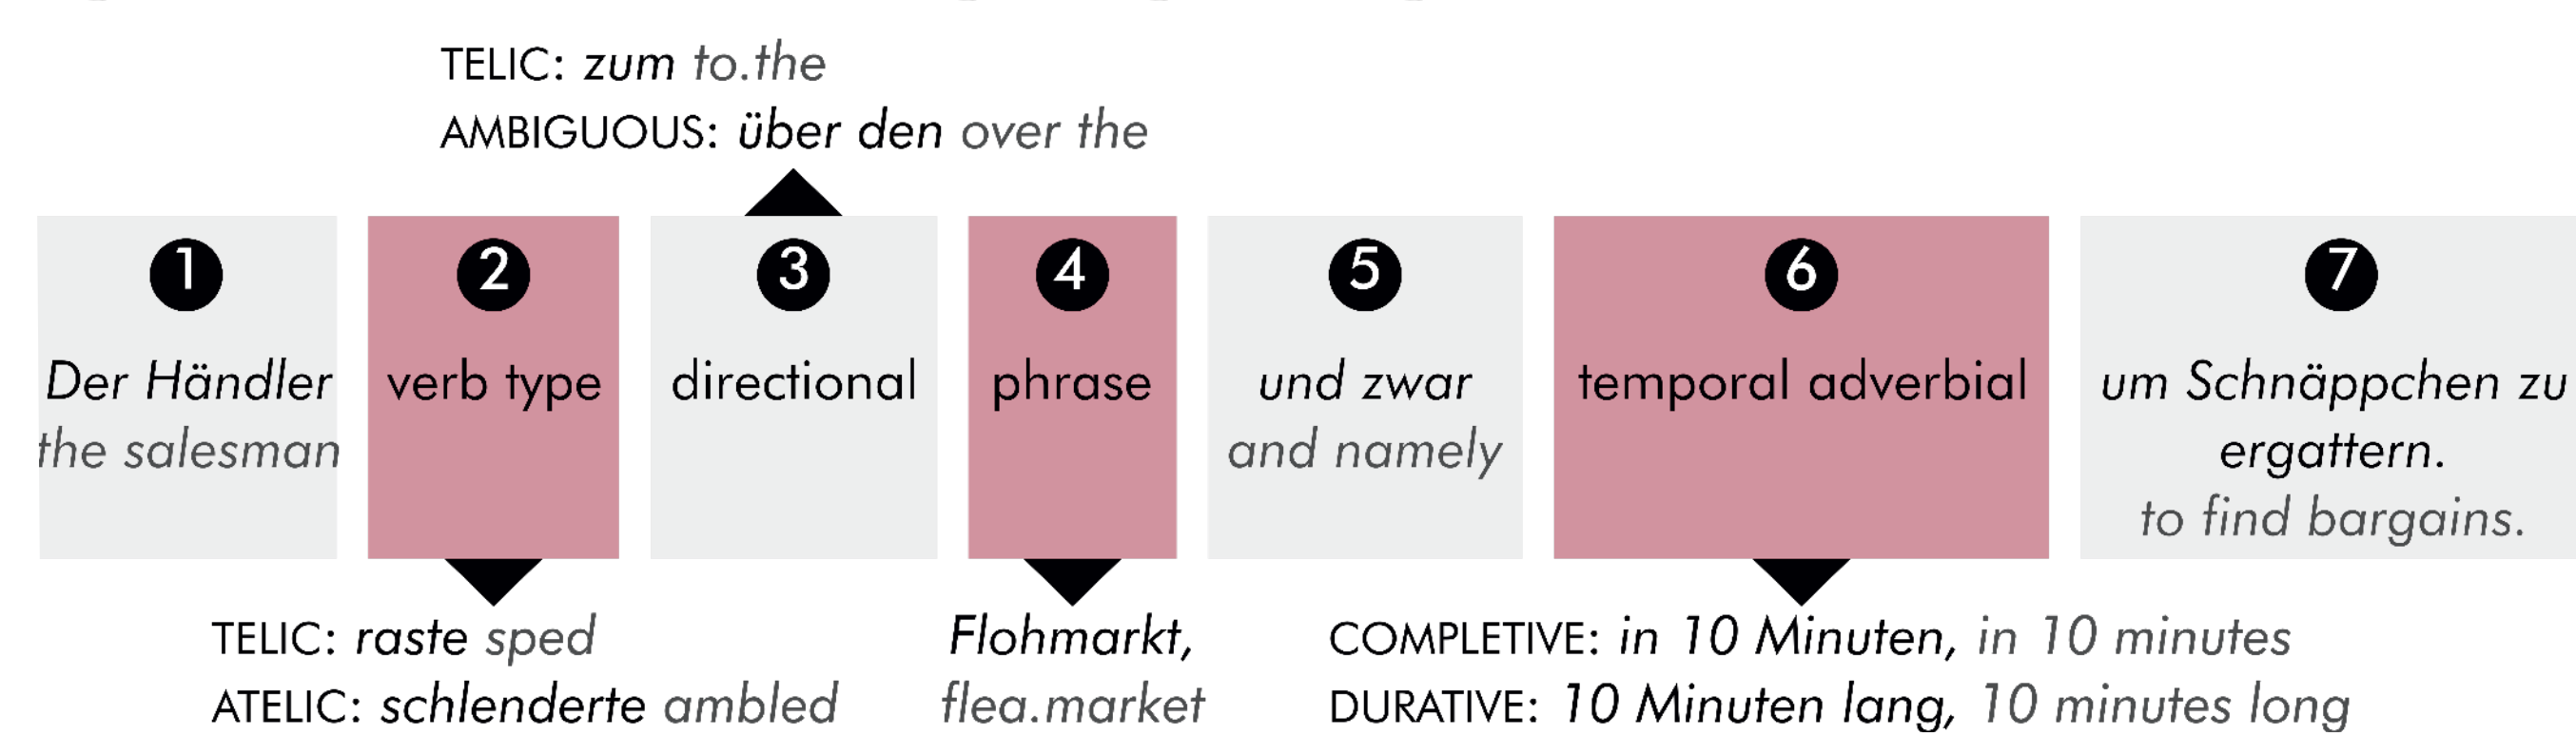 TELIC: zum to.the
AMBIGUOUS: über den over the
1
Der Händler
the salesman
2
verb type
3
directional
4
phrase
5
und zwar
and namely
6
temporal adverbial
7
um Schnäppchen zu
ergattern.
to find bargains.
TELIC: raste sped
ATELIC: schlenderte ambled
Flohmarkt,
flea.market
COMPLETIVE: in 10 Minuten, in 10 minutes
DURATIVE: 10 Minuten lang, 10 minutes long